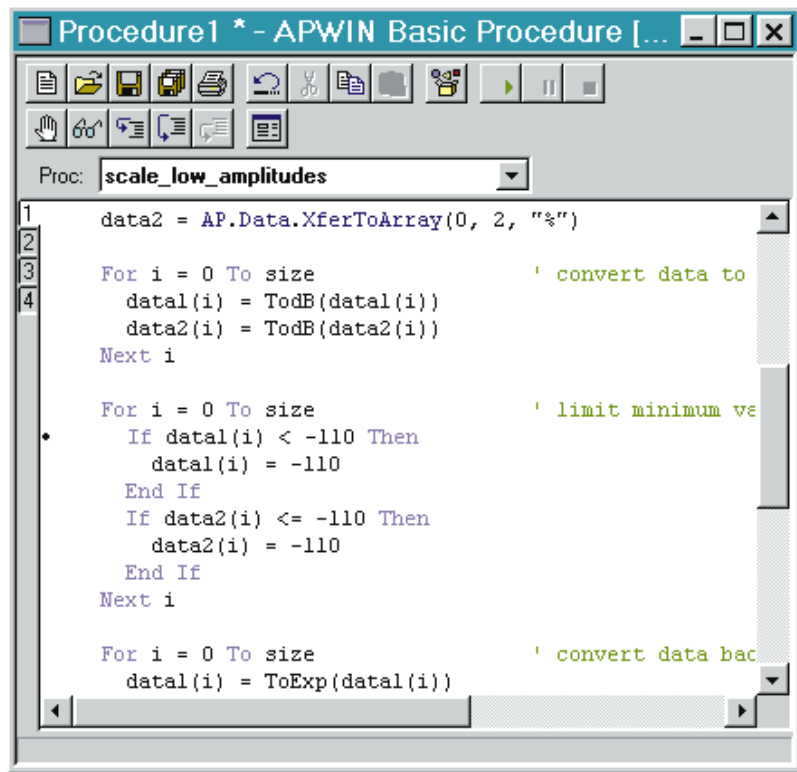 Procedure1 * - APWIN Basic Procedure [...
Proc: scale_low_amplitudes
1
2
3
4
data2 = AP.Data.XferToArray(0, 2, "%")
For i = 0 To size ' convert data to
data1(i) = TodB(data1(i))
data2(i) = TodB(data2(i))
Next i
For i = 0 To size ' limit minimum va
If data1(i) < -110 Then
data1(i) = -110
End If
If data2(i) <= -110 Then
data2(i) = -110
End If
Next i
For i = 0 To size ' convert data bac
data1(i) = ToExp(data1(i))